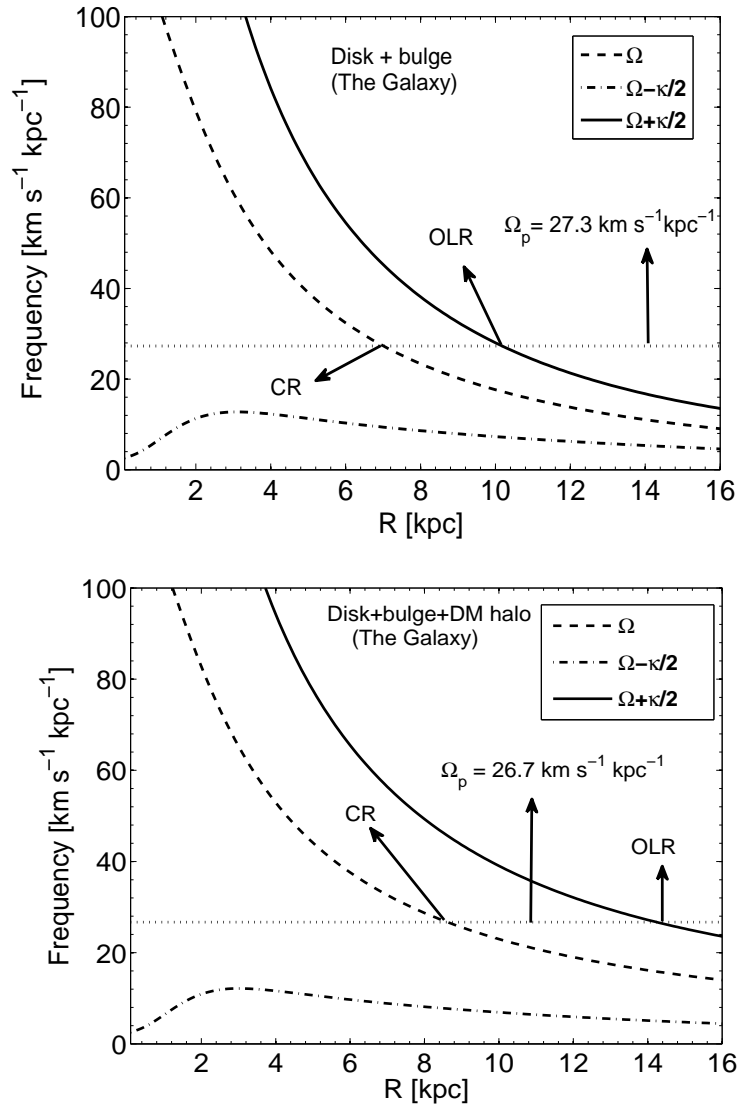 100
80
60
40
20
0
Frequency [km s⁻¹ kpc⁻¹]
Disk + bulge
(The Galaxy)
Ω
Ω−κ/2
Ω+κ/2
Ωₚ= 27.3 km s⁻¹kpc⁻¹
OLR
CR
2 4 6 8 10 12 14 16
R [kpc]
100
80
60
40
20
0
Frequency [km s⁻¹ kpc⁻¹]
Disk+bulge+DM halo
(The Galaxy)
Ω
Ω−κ/2
Ω+κ/2
Ωₚ = 26.7 km s⁻¹ kpc⁻¹
CR
OLR
2 4 6 8 10 12 14 16
R [kpc]